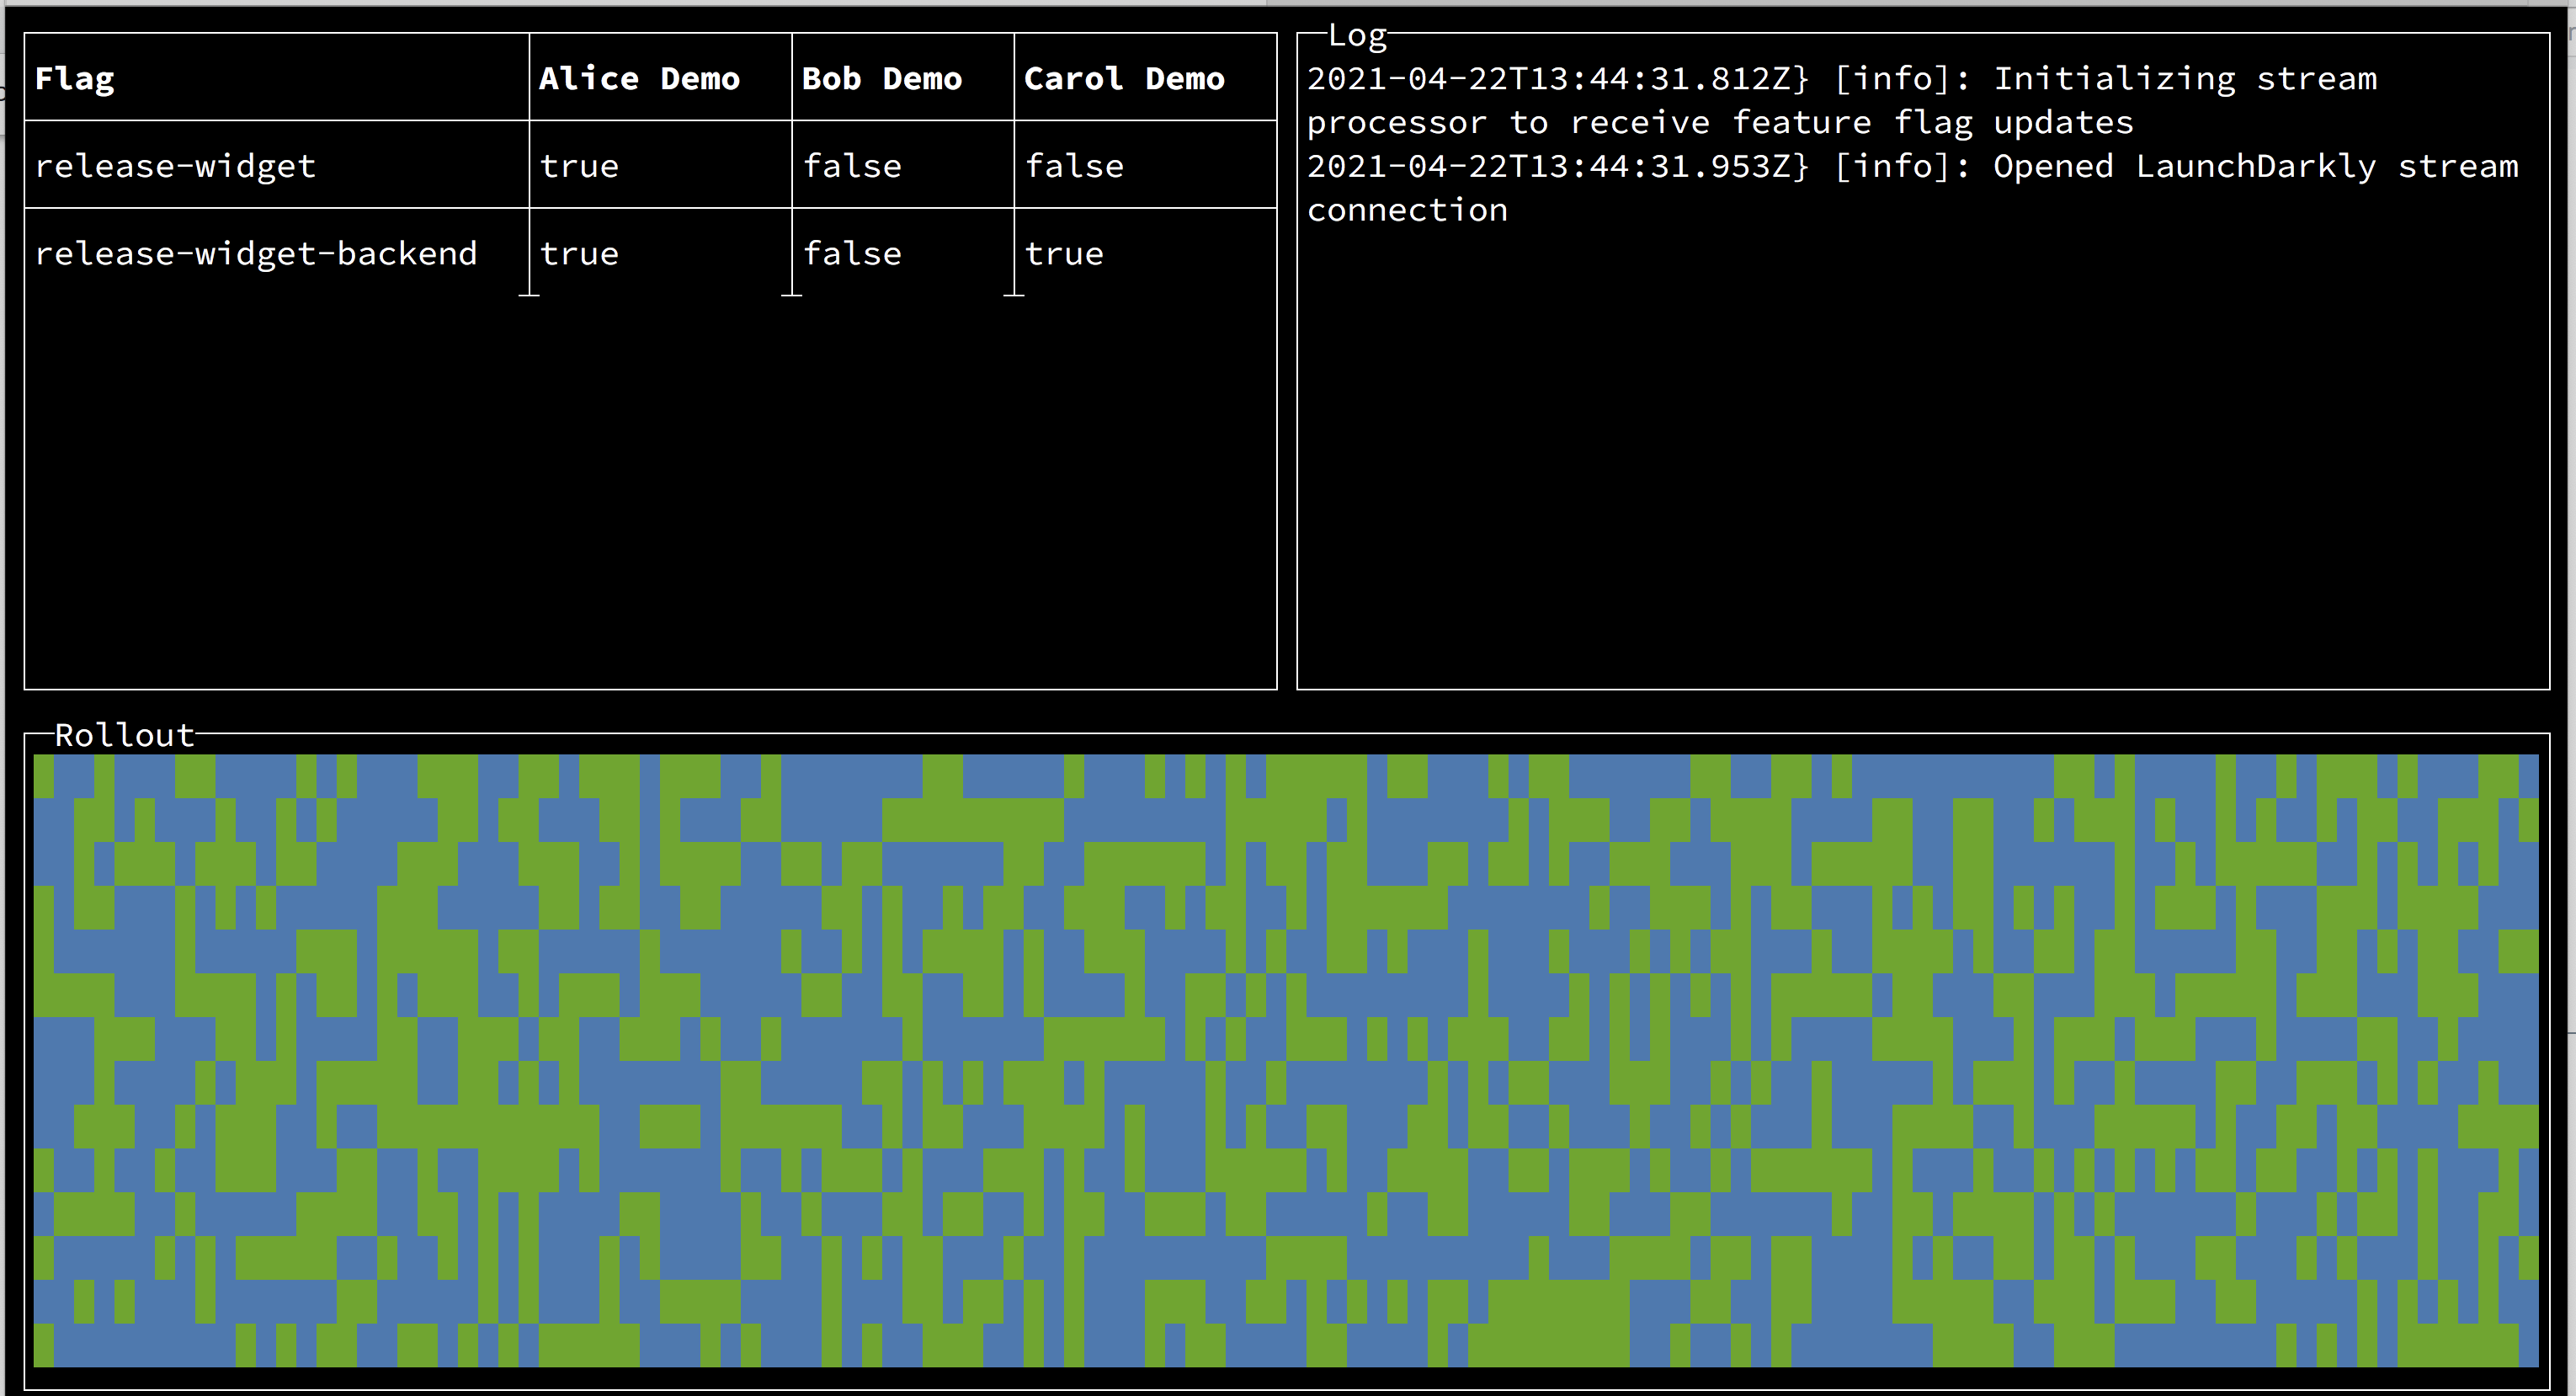 Flag Alice Demo Bob Demo Carol Demo
release-widget true false false
release-widget-backend true false true
Log
2021-04-22T13:44:31.812Z} [info]: Initializing stream
processor to receive feature flag updates
2021-04-22T13:44:31.953Z} [info]: Opened LaunchDarkly stream
connection
Rollout